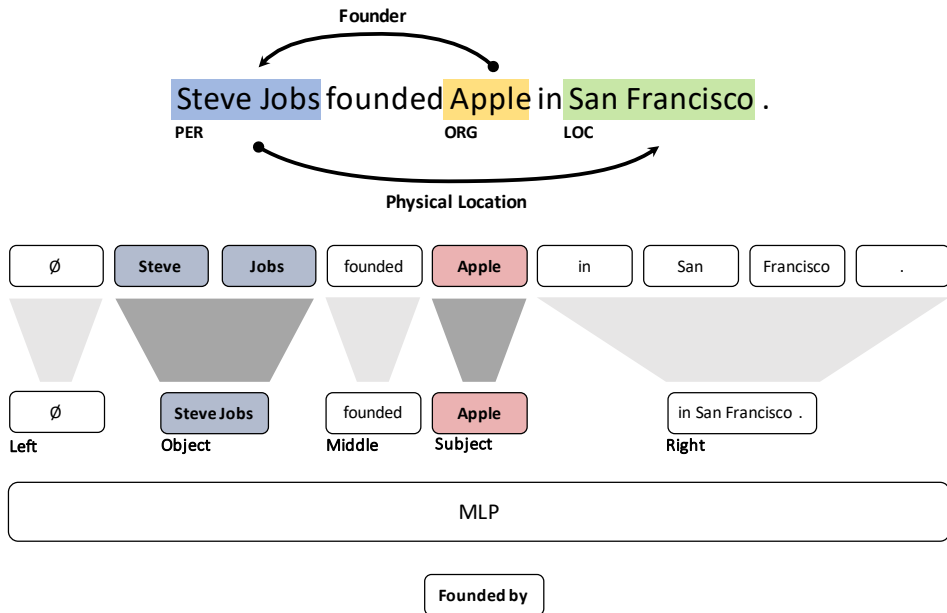 Founder
Steve Jobs founded Apple in San Francisco .
PER ORG LOC
Physical Location
Ø Steve Jobs founded Apple in San Francisco .
Ø Steve Jobs founded Apple in San Francisco .
Left Object Middle Subject Right
MLP
Founded by